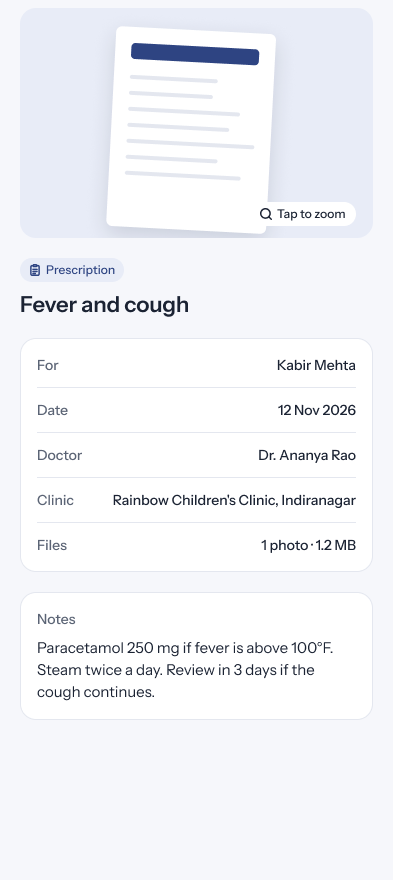 Tap to zoom
Prescription
Fever and cough
For Kabir Mehta
Date 12 Nov 2026
Doctor Dr. Ananya Rao
Clinic Rainbow Children's Clinic, Indiranagar
Files 1 photo · 1.2 MB
Notes
Paracetamol 250 mg if fever is above 100°F.
Steam twice a day. Review in 3 days if the
cough continues.